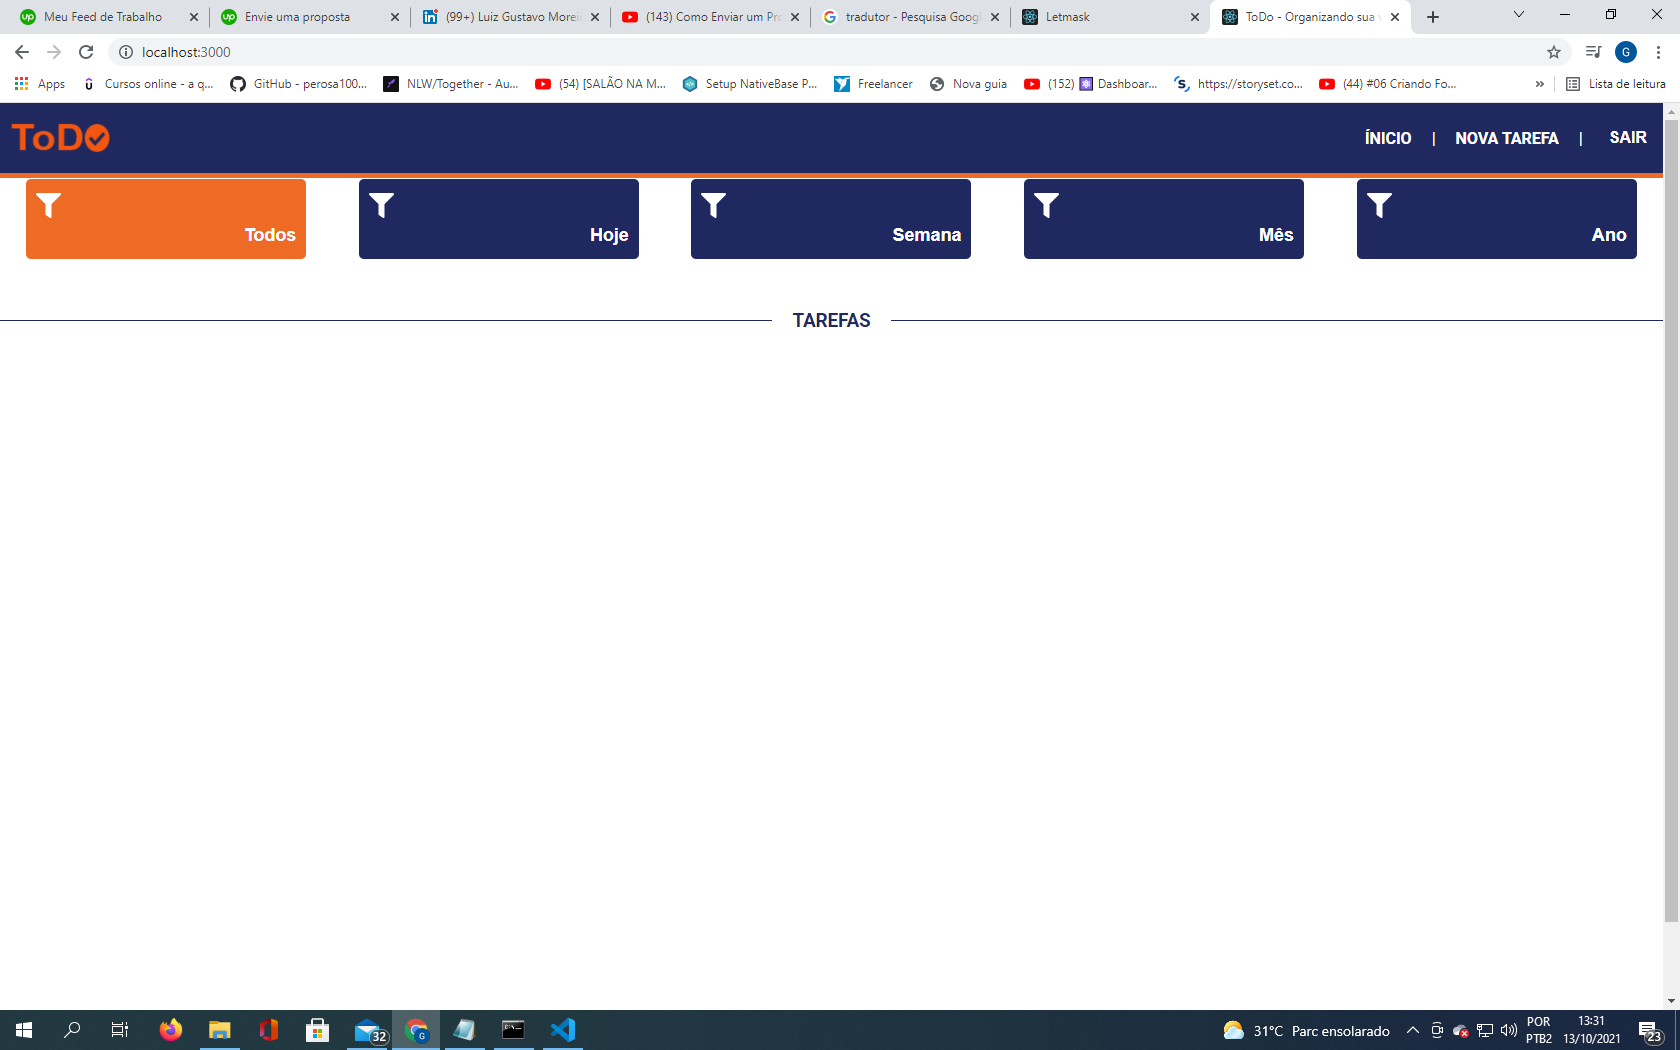 Meu Feed de Trabalho
Envie uma proposta
(99+) Luiz Gustavo Morei
(143) Como Enviar um Pr
tradutor - Pesquisa Goog
Letmask
ToDo - Organizando sua
localhost:3000
G
Apps
Cursos online - a q...
GitHub - perosa100...
NLW/Together - Au...
(54) [SALÃO NA M...
Setup NativeBase P...
Freelancer
Nova guia
(152) Dashboar...
https://storyset.co...
(44) #06 Criando Fo...
»
Lista de leitura
ToDo
ÍNICIO | NOVA TAREFA | SAIR
Todos
Hoje
Semana
Mês
Ano
TAREFAS
32
G
31°C Parc ensolarado
POR
PTB2
13:31
13/10/2021
23